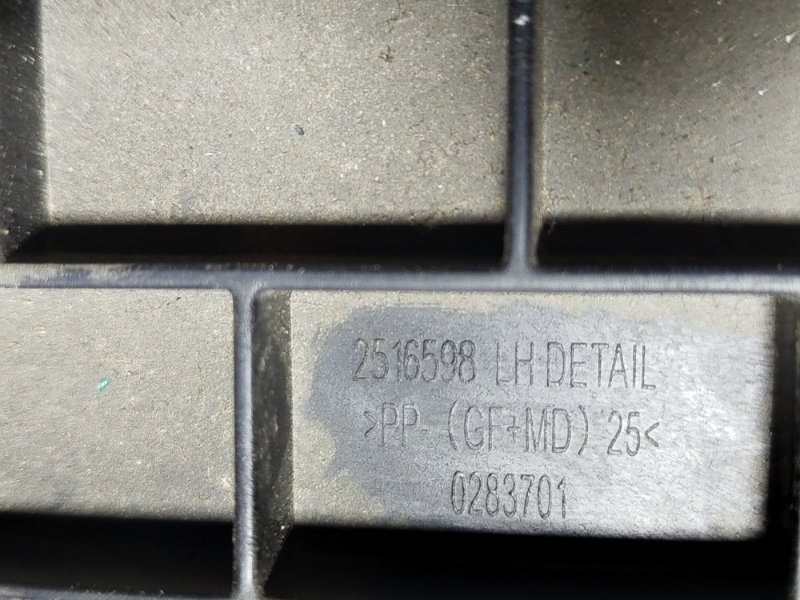 2516598 LH DETAIL
>PP-(GF+MD) 25<
0283701